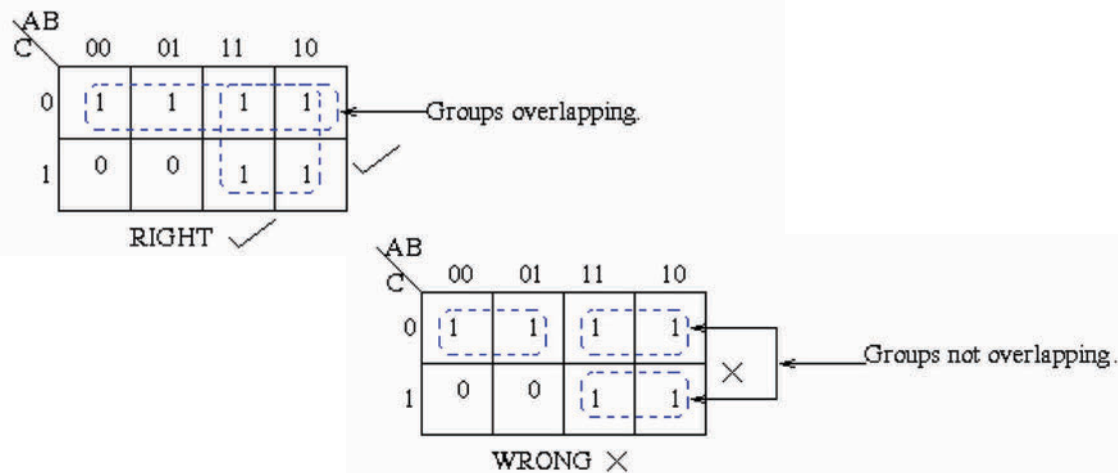 AB
C
00 01 11 10
0 1 1 1 1
Groups overlapping.
1 0 0 1 1
RIGHT
AB
C
00 01 11 10
0 1 1 1 1
Groups not overlapping.
1 0 0 1 1
WRONG